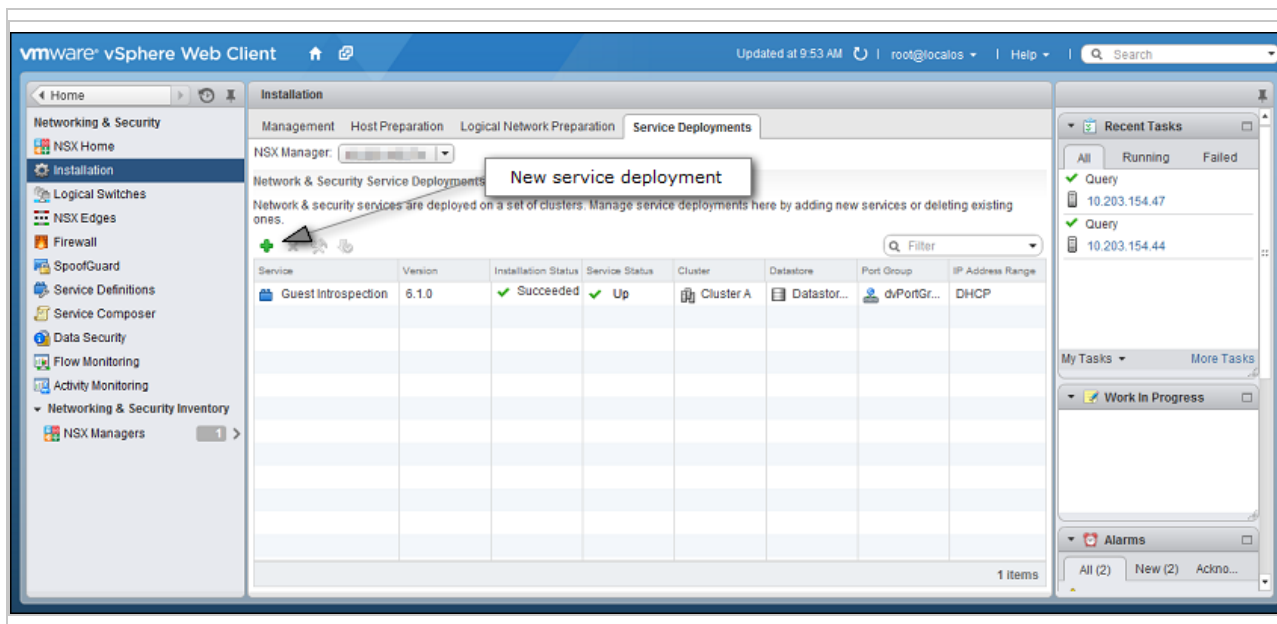 vmware® vSphere Web Client
Updated at 9:53 AM | root@localos | Help | Search
Home
Networking & Security
NSX Home
Installation
Logical Switches
NSX Edges
Firewall
SpoofGuard
Service Definitions
Service Composer
Data Security
Flow Monitoring
Activity Monitoring
Networking & Security Inventory
NSX Managers 1
Installation
Management Host Preparation Logical Network Preparation Service Deployments
NSX Manager:
Network & Security Service Deployments
New service deployment
Network & security services are deployed on a set of clusters. Manage service deployments here by adding new services or deleting existing
ones.
Filter
Service Version Installation Status Service Status Cluster Datastore Port Group IP Address Range
Guest Introspection 6.1.0 Succeeded Up Cluster A Datastor... dvPortGr... DHCP
1 items
Recent Tasks
All Running Failed
Query
10.203.154.47
Query
10.203.154.44
My Tasks More Tasks
Work In Progress
Alarms
All (2) New (2) Ackno...